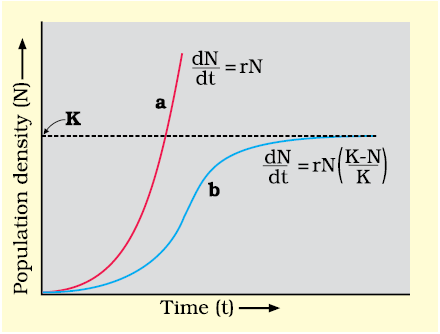 dN/dt = rN
a
K
dN/dt = rN(K-N/K)
b
Population density (N)
Time (t)